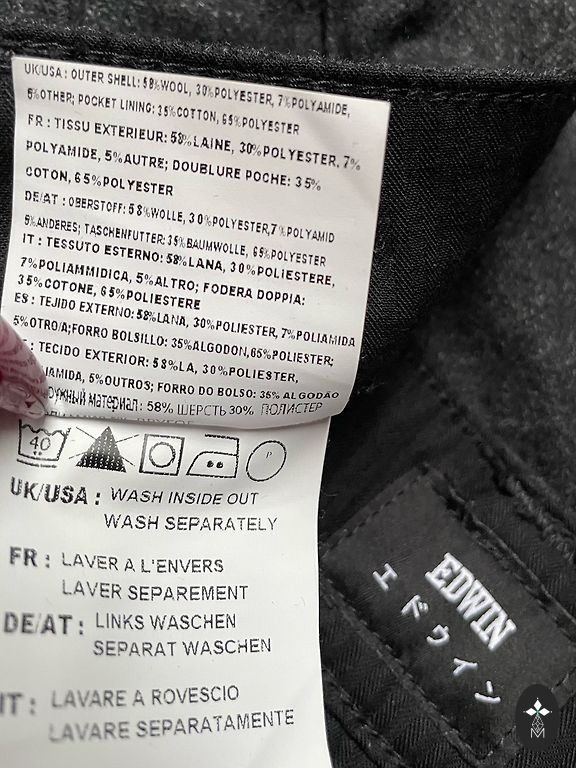 UK/USA : OUTER SHELL: 58%WOOL, 30%POLYESTER, 7%POLYAMIDE,
5%OTHER; POCKET LINING: 35%COTTON, 65%POLYESTER
FR : TISSU EXTERIEUR: 58%LAINE, 30%POLYESTER, 7%
POLYAMIDE, 5%AUTRE; DOUBLURE POCHE: 35%
COTON, 65%POLYESTER
DE/AT : OBERSTOFF: 58%WOLLE, 30%POLYESTER,7%POLYAMID
5%ANDERES; TASCHENFUTTER: 35%BAUMWOLLE, 65%POLYESTER
IT : TESSUTO ESTERNO: 58%LANA, 30%POLIESTERE,
7%POLIAMMIDICA, 5%ALTRO; FODERA DOPPIA:
35%COTONE, 65%POLIESTERE
ES : TEJIDO EXTERNO: 58%LANA, 30%POLIESTER, 7%POLIAMIDA
5%OTRO/A;FORRO BOLSILLO: 35%ALGODON,65%POLIESTER;
: TECIDO EXTERIOR: 58%LA, 30%POLIESTER,
IAMIDA, 5%OUTROS; FORRO DO BOLSO: 35% ALGODÃO
материал: 58% ШЕРСТЬ 30% ПОЛИСТЕР
40 P
UK/USA : WASH INSIDE OUT
WASH SEPARATELY
FR : LAVER A L'ENVERS
LAVER SEPAREMENT
DE/AT : LINKS WASCHEN
SEPARAT WASCHEN
IT : LAVARE A ROVESCIO
LAVARE SEPARATAMENTE
EDWIN
エドウイン
M